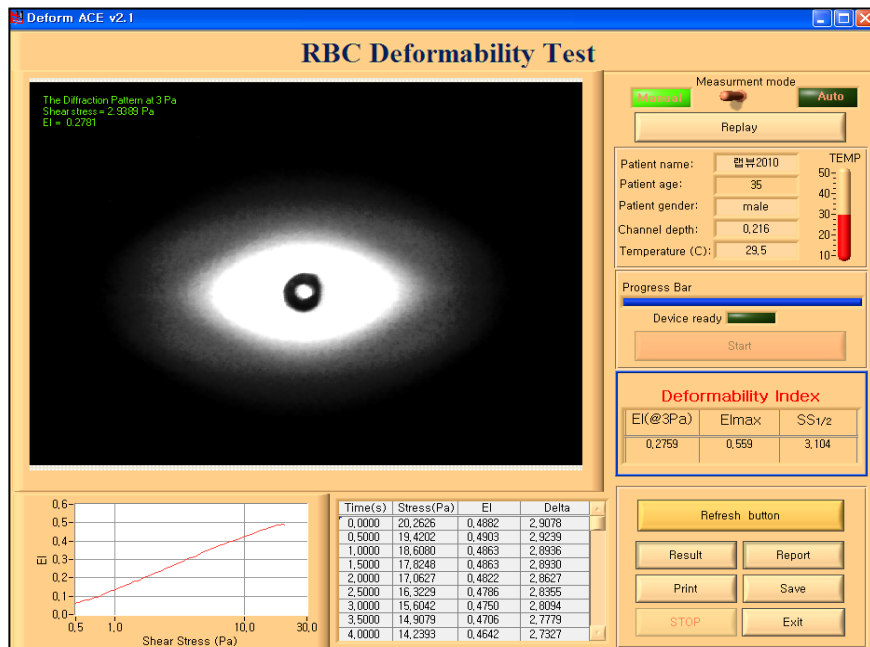 Deform ACE v2.1
RBC Deformability Test
The Diffraction Pattern at 3 Pa
Shear stress = 2,9389 Pa
EI = 0,2781
Measurment mode
Manual Auto
Replay
Patient name: 랩뷰2010
Patient age: 35
Patient gender: male
Channel depth: 0,216
Temperature (C): 29,5
TEMP
50
40
30
20
10
Progress Bar
Device ready
Start
Deformability Index
EI(@3Pa) EImax SS1/2
0,2759 0,559 3,104
0,6
0,5
0,4
0,3
0,2
0,1
0,0
EI
0,5 1,0 10,0 30,0
Shear Stress (Pa)
Time(s) Stress(Pa) EI Delta
0,0000 20,2626 0,4882 2,9078
0,5000 19,4202 0,4903 2,9239
1,0000 18,6080 0,4863 2,8936
1,5000 17,8248 0,4863 2,8930
2,0000 17,0627 0,4822 2,8627
2,5000 16,3229 0,4786 2,8355
3,0000 15,6042 0,4750 2,8094
3,5000 14,9079 0,4706 2,7779
4,0000 14,2393 0,4642 2,7327
Refresh button
Result Report
Print Save
STOP Exit